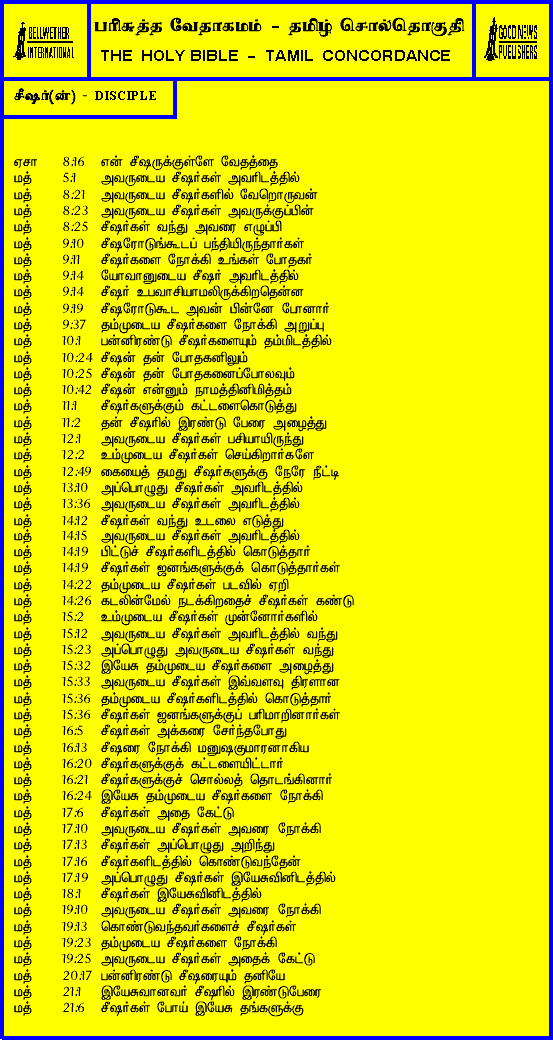 BELLWETHER
INTERNATIONAL
பரிசுத்த வேதாகமம் - தமிழ் சொல்தொகுதி
THE HOLY BIBLE - TAMIL CONCORDANCE
GOOD NEWS
PUBLISHERS
சீஷர்(ன்) - DISCIPLE
ஏசா 8:16 என் சீஷருக்குள்ளே வேதத்தை
மத் 5:1 அவருடைய சீஷர்கள் அவரிடத்தில்
மத் 8:21 அவருடைய சீஷர்களில் வேறொருவன்
மத் 8:23 அவருடைய சீஷர்கள் அவருக்குப்பின்
மத் 8:25 சீஷர்கள் வந்து அவரை எழுப்பி
மத் 9:10 சீஷரோடுங்கூடப் பந்தியிருந்தார்கள்
மத் 9:11 சீஷர்களை நோக்கி உங்கள் போதகர்
மத் 9:14 யோவானுடைய சீஷர் அவரிடத்தில்
மத் 9:14 சீஷர் உபவாசியாமலிருக்கிறதென்ன
மத் 9:19 சீஷரோடுகூட அவன் பின்னே போனார்
மத் 9:37 தம்முடைய சீஷர்களை நோக்கி அறுப்பு
மத் 10:1 பன்னிரண்டு சீஷர்களையும் தம்மிடத்தில்
மத் 10:24 சீஷன் தன் போதகனிலும்
மத் 10:25 சீஷன் தன் போதகனைப்போலவும்
மத் 10:42 சீஷன் என்னும் நாமத்தினிமித்தம்
மத் 11:1 சீஷர்களுக்கும் கட்டளைகொடுத்து
மத் 11:2 தன் சீஷரில் இரண்டு பேரை அழைத்து
மத் 12:1 அவருடைய சீஷர்கள் பசியாயிருந்து
மத் 12:2 உம்முடைய சீஷர்கள் செய்கிறார்களே
மத் 12:49 கையைத் தமது சீஷர்களுக்கு நேரே நீட்டி
மத் 13:10 அப்பொழுது சீஷர்கள் அவரிடத்தில்
மத் 13:36 அவருடைய சீஷர்கள் அவரிடத்தில்
மத் 14:12 சீஷர்கள் வந்து உடலை எடுத்து
மத் 14:15 அவருடைய சீஷர்கள் அவரிடத்தில்
மத் 14:19 பிட்டுச் சீஷர்களிடத்தில் கொடுத்தார்
மத் 14:19 சீஷர்கள் ஜனங்களுக்குக் கொடுத்தார்கள்
மத் 14:22 தம்முடைய சீஷர்கள் படவில் ஏறி
மத் 14:26 கடலின்மேல் நடக்கிறதைச் சீஷர்கள் கண்டு
மத் 15:2 உம்முடைய சீஷர்கள் முன்னோர்களில்
மத் 15:12 அவருடைய சீஷர்கள் அவரிடத்தில் வந்து
மத் 15:23 அப்பொழுது அவருடைய சீஷர்கள் வந்து
மத் 15:32 இயேசு தம்முடைய சீஷர்களை அழைத்து
மத் 15:33 அவருடைய சீஷர்கள் இவ்வளவு திரளான
மத் 15:36 தம்முடைய சீஷர்களிடத்தில் கொடுத்தார்
மத் 15:36 சீஷர்கள் ஜனங்களுக்குப் பரிமாறினார்கள்
மத் 16:5 சீஷர்கள் அக்கரை சேர்ந்தபோது
மத் 16:13 சீஷரை நோக்கி மனுஷகுமாரனாகிய
மத் 16:20 சீஷர்களுக்குக் கட்டளையிட்டார்
மத் 16:21 சீஷர்களுக்குச் சொல்லத் தொடங்கினார்
மத் 16:24 இயேசு தம்முடைய சீஷர்களை நோக்கி
மத் 17:6 சீஷர்கள் அதை கேட்டு
மத் 17:10 அவருடைய சீஷர்கள் அவரை நோக்கி
மத் 17:13 சீஷர்கள் அப்பொழுது அறிந்து
மத் 17:16 சீஷர்களிடத்தில் கொண்டுவந்தேன்
மத் 17:19 அப்பொழுது சீஷர்கள் இயேசுவினிடத்தில்
மத் 18:1 சீஷர்கள் இயேசுவினிடத்தில்
மத் 19:10 அவருடைய சீஷர்கள் அவரை நோக்கி
மத் 19:13 கொண்டுவந்தவர்களைச் சீஷர்கள்
மத் 19:23 தம்முடைய சீஷர்களை நோக்கி
மத் 19:25 அவருடைய சீஷர்கள் அதைக் கேட்டு
மத் 20:17 பன்னிரண்டு சீஷரையும் தனியே
மத் 21:1 இயேசுவானவர் சீஷரில் இரண்டுபேரை
மத் 21:6 சீஷர்கள் போய் இயேசு தங்களுக்கு